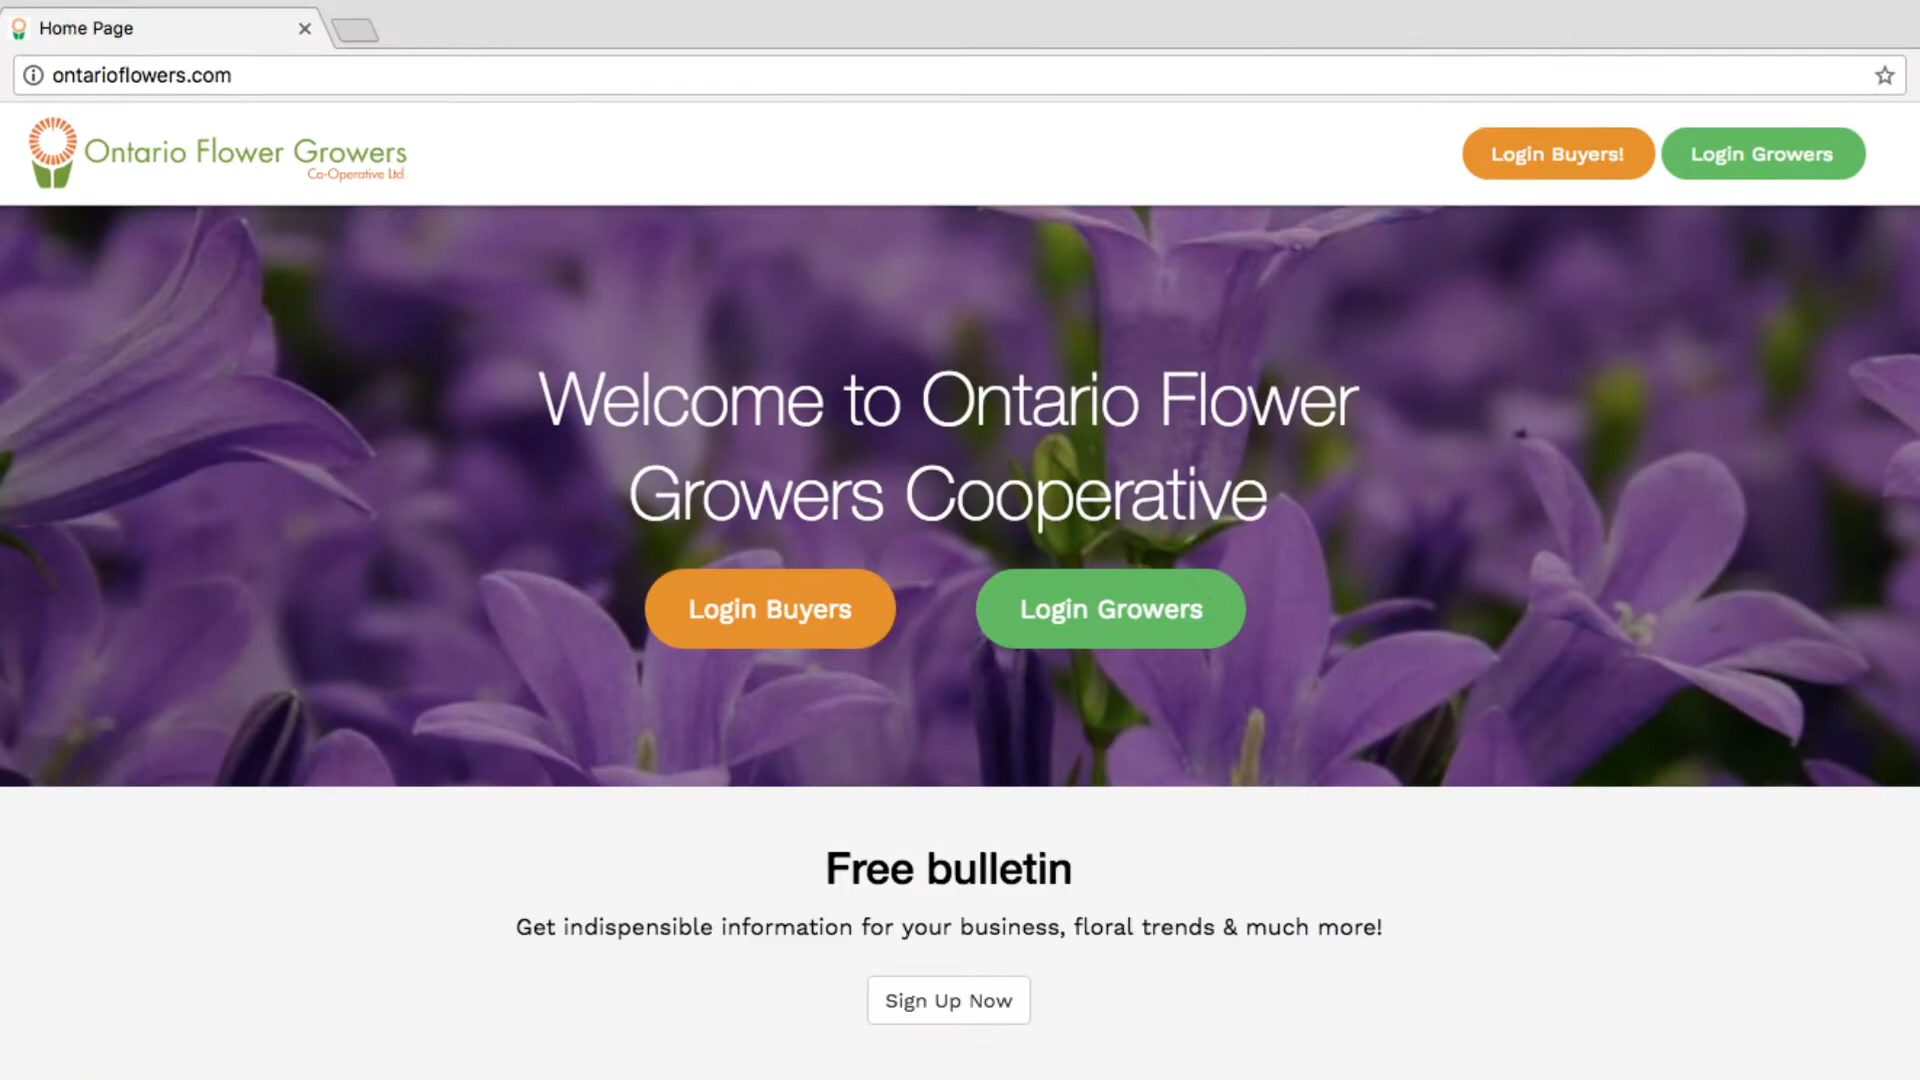 Home Page
ontarioflowers.com
Ontario Flower Growers
Co-Operative Ltd.
Login Buyers! Login Growers
Welcome to Ontario Flower
Growers Cooperative
Login Buyers Login Growers
Free bulletin
Get indispensible information for your business, floral trends & much more!
Sign Up Now